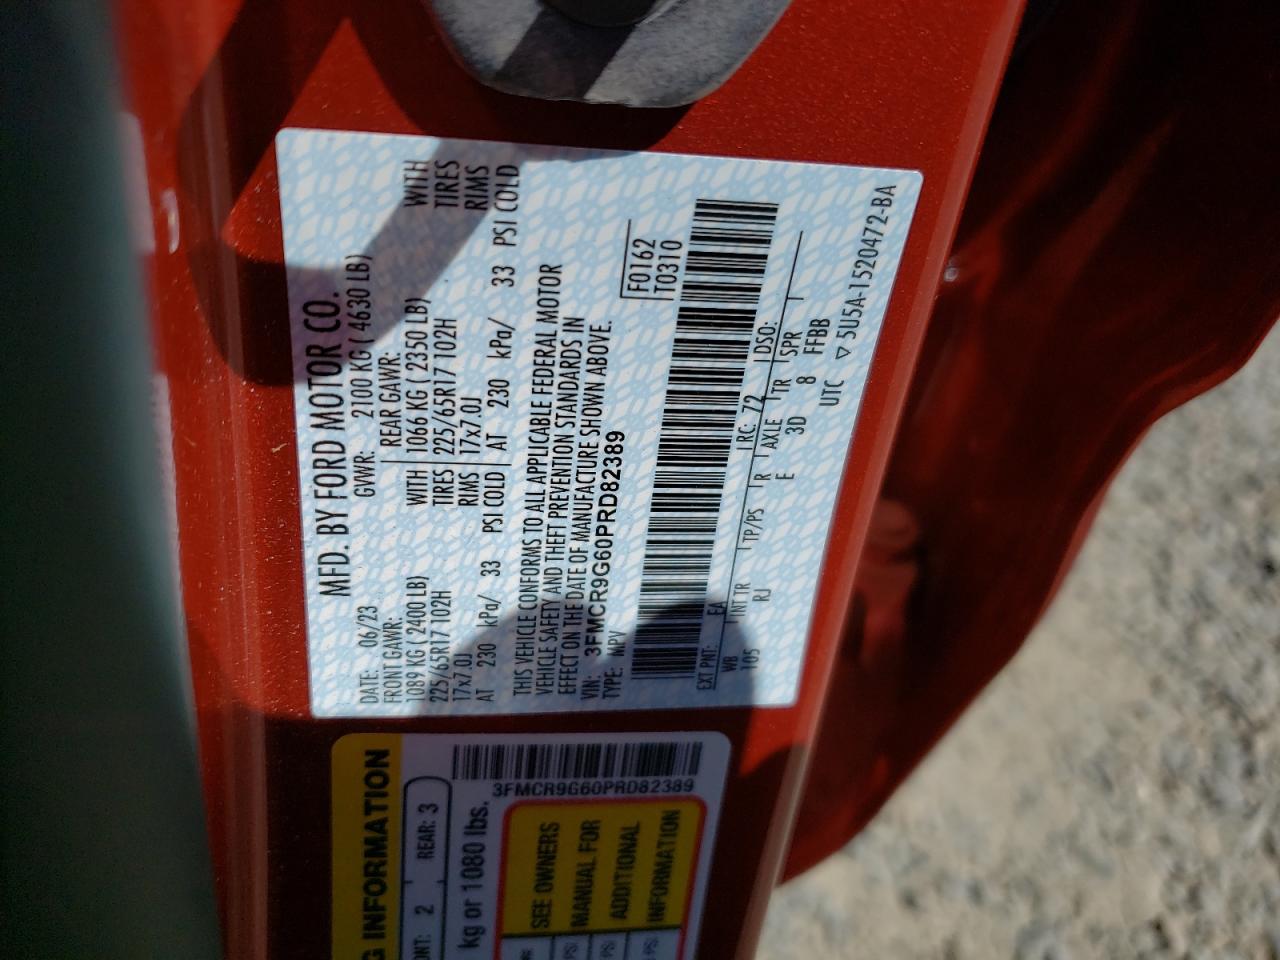 MFD. BY FORD MOTOR CO.
DATE: 06/23 GVWR: 2100 KG ( 4630 LB)
FRONT GAWR: REAR GAWR:
1089 KG ( 2400 LB) WITH 1066 KG ( 2350 LB) WITH
225/65R17 102H TIRES 225/65R17 102H TIRES
17x7.0J RIMS 17x7.0J RIMS
AT 230 kPa/ 33 PSI COLD AT 230 kPa/ 33 PSI COLD
THIS VEHICLE CONFORMS TO ALL APPLICABLE FEDERAL MOTOR
VEHICLE SAFETY AND THEFT PREVENTION STANDARDS IN
EFFECT ON THE DATE OF MANUFACTURE SHOWN ABOVE.
VIN: 3FMCR9G60PRD82389
TYPE: MPV
F0162
T0310
EXT PNT: EA RC: 72 DSO:
WB INT TR TP/PS R AXLE TR SPR
105 RJ E 3D 8 FFBB
UTC ▽ 5U5A-1520472-BA
INFORMATION
2 REAR: 3
kg or 1080 lbs.
3FMCR9G60PRD82389
SEE OWNERS
MANUAL FOR
ADDITIONAL
INFORMATION